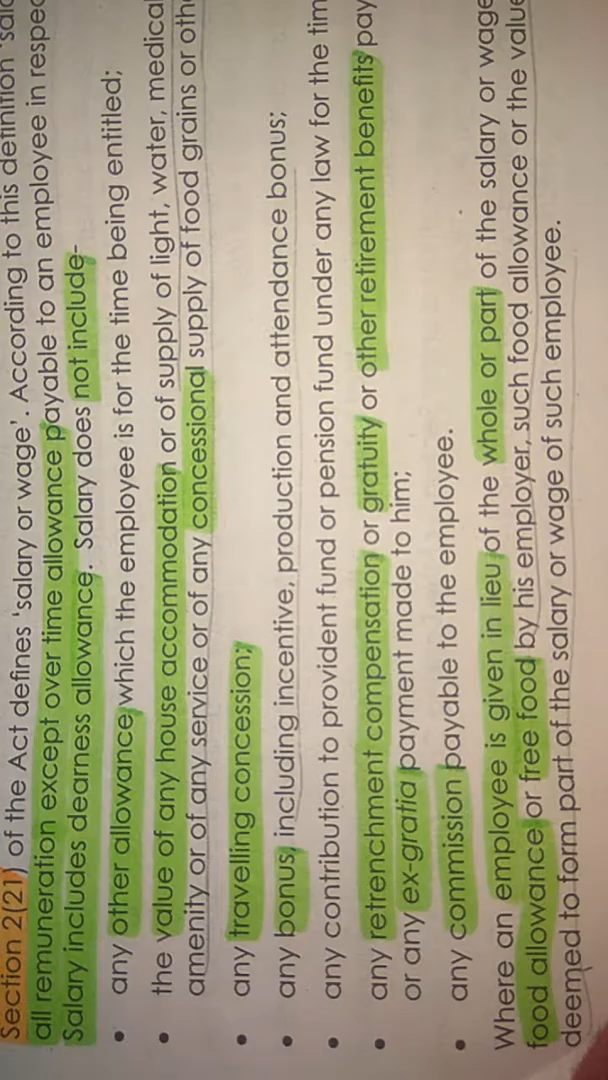 Section 2(21) of the Act defines 'salary or wage'. According to this definition
all remuneration except over time allowance payable to an employee in
Salary includes dearness allowance. Salary does not include-
• any other allowance which the employee is for the time being entitled;
• the value of any house accommodation or of supply of light, water,
amenity or of any service or of any concessional supply of food grains or
• any travelling concession;
• any bonus, including incentive, production and attendance bonus;
• any contribution to provident fund or pension fund under any law for the
• any retrenchment compensation or gratuity or other retirement benefits
or any ex-gratia payment made to him;
• any commission payable to the employee.
Where an employee is given in lieu of the whole or part of the salary or
food allowance or free food by his employer, such food allowance or the
deemed to form part of the salary or wage of such employee.